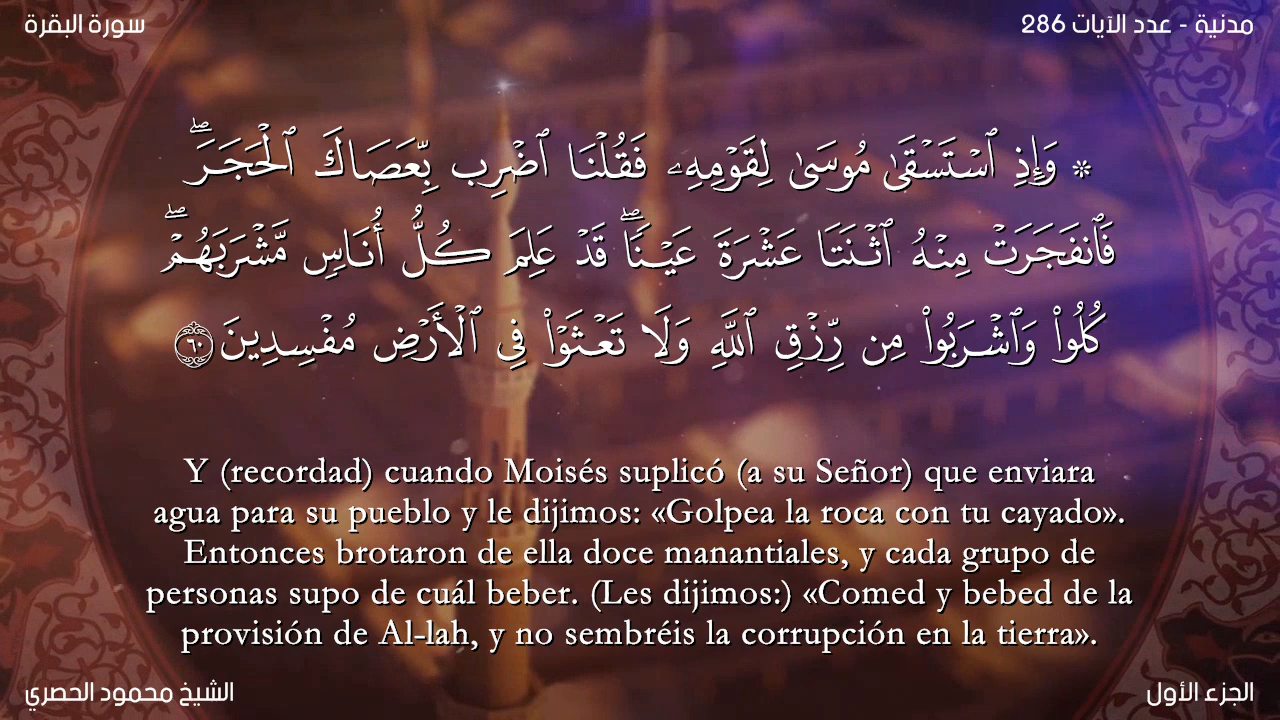 مدنية - عدد الآيات 286
سورة البقرة
۞ وَإِذِ ٱسْتَسْقَىٰ مُوسَىٰ لِقَوْمِهِۦ فَقُلْنَا ٱضْرِب بِّعَصَاكَ ٱلْحَجَرَۖ
فَٱنفَجَرَتْ مِنْهُ ٱثْنَتَا عَشْرَةَ عَيْنًاۖ قَدْ عَلِمَ كُلُّ أُنَاسٍ مَّشْرَبَهُمْۖ
كُلُوا۟ وَٱشْرَبُوا۟ مِن رِّزْقِ ٱللَّهِ وَلَا تَعْثَوْا۟ فِى ٱلْأَرْضِ مُفْسِدِينَ ٦٠
Y (recordad) cuando Moisés suplicó (a su Señor) que enviara
agua para su pueblo y le dijimos: «Golpea la roca con tu cayado».
Entonces brotaron de ella doce manantiales, y cada grupo de
personas supo de cuál beber. (Les dijimos:) «Comed y bebed de la
provisión de Al-lah, y no sembréis la corrupción en la tierra».
الجزء الأول
الشيخ محمود الحصري